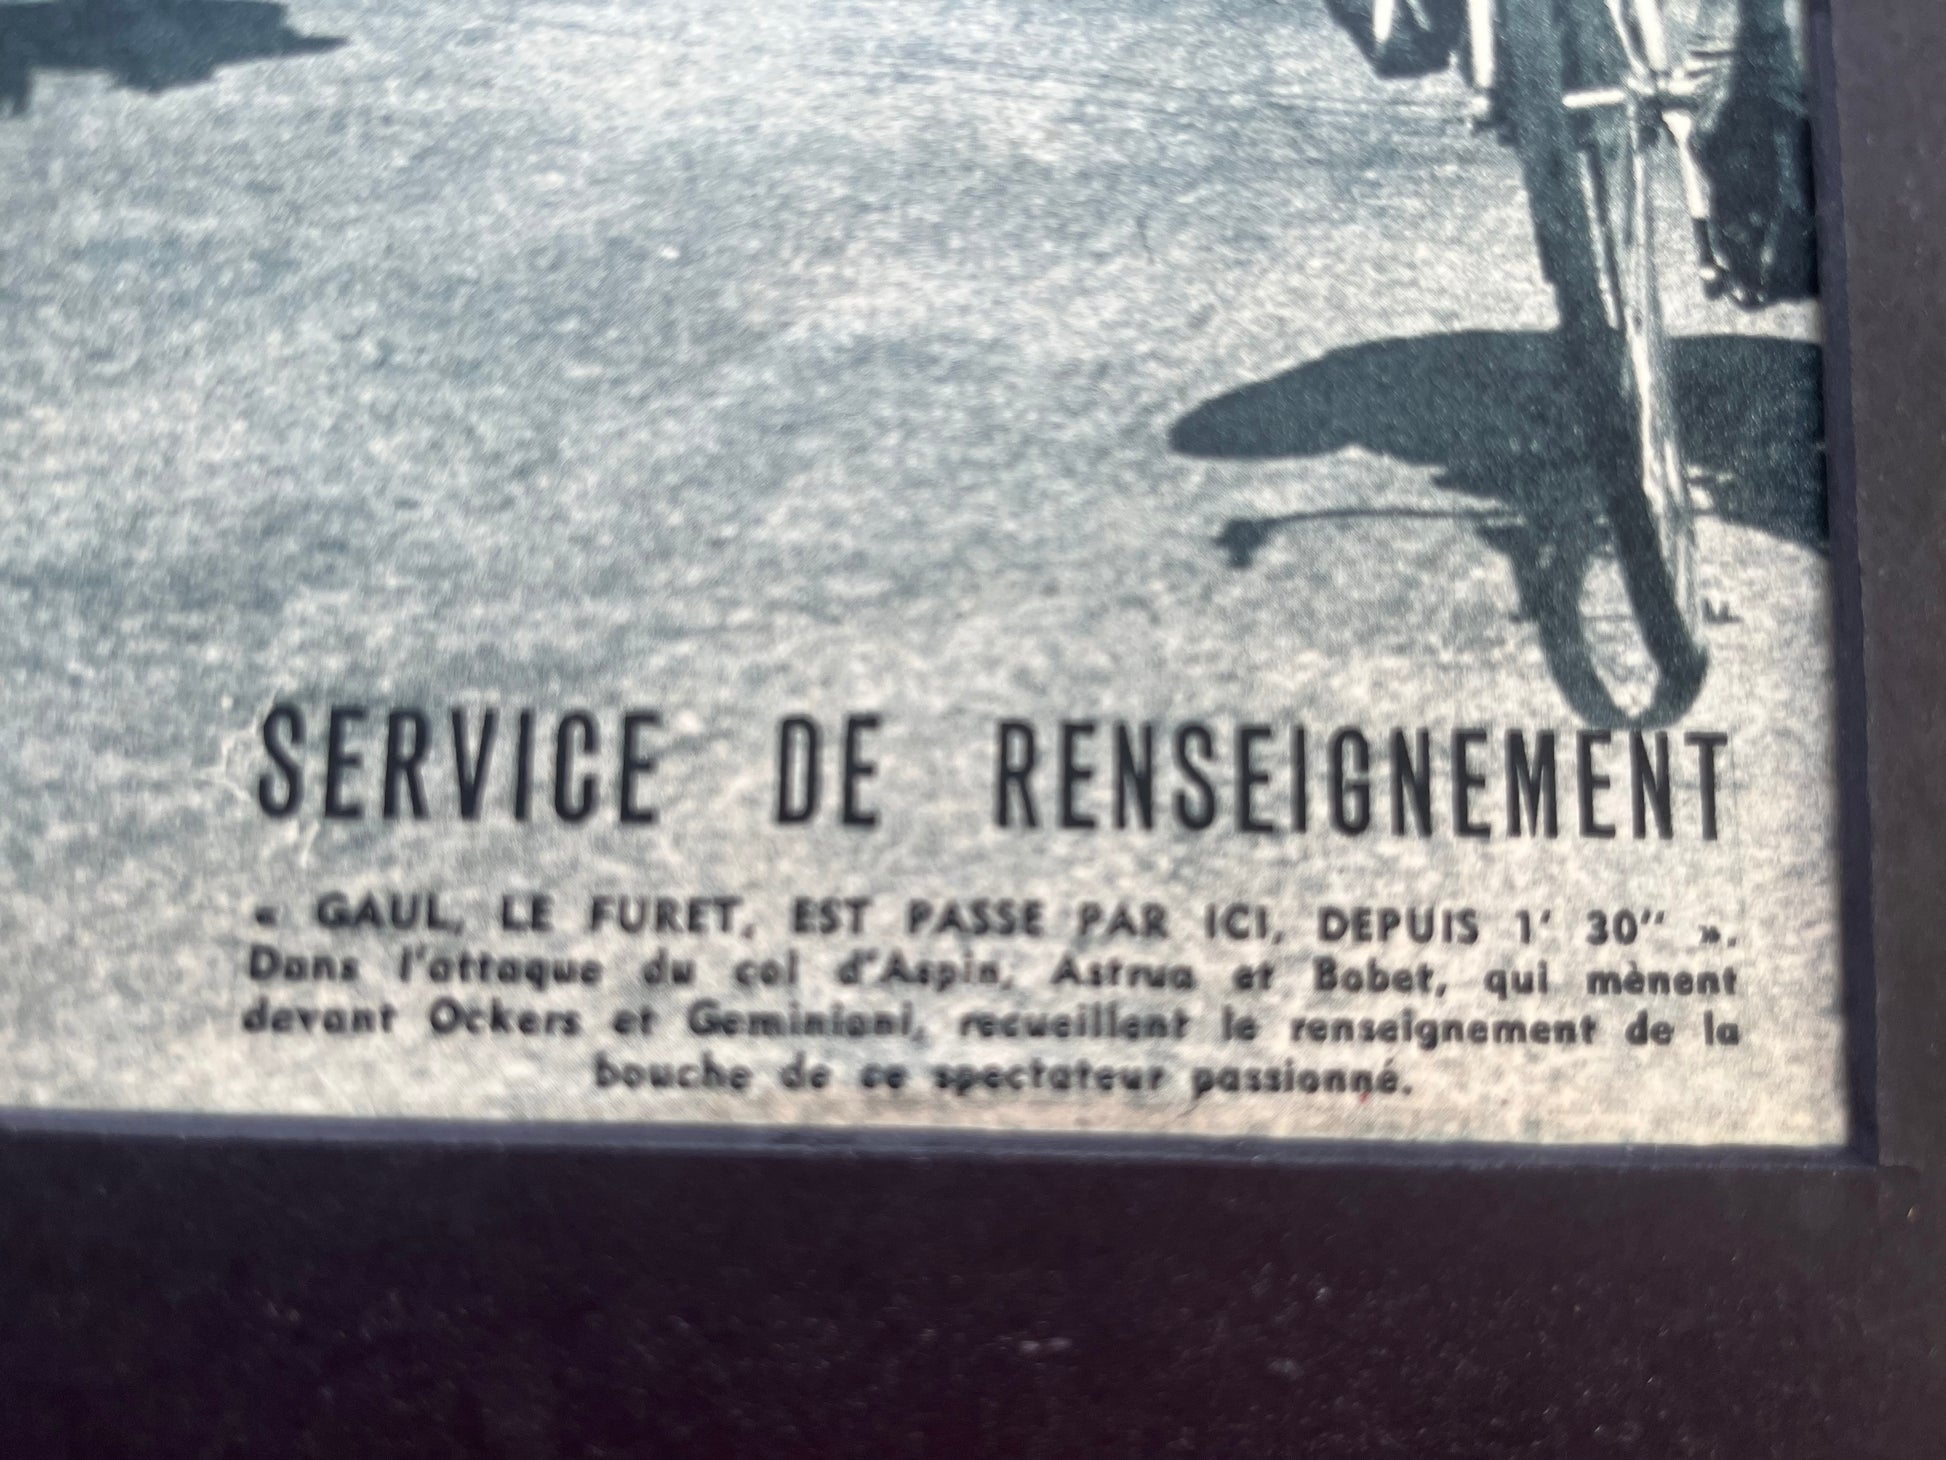 SERVICE DE RENSEIGNEMENT
« GAUL, LE FURET, EST PASSE PAR ICI, DEPUIS 1' 30'' ».
Dans l'attaque du col d'Aspin, Astrua et Bobet, qui mènent
devant Ockers et Geminiani, recueillent le renseignement de la
bouche de ce spectateur passionné.